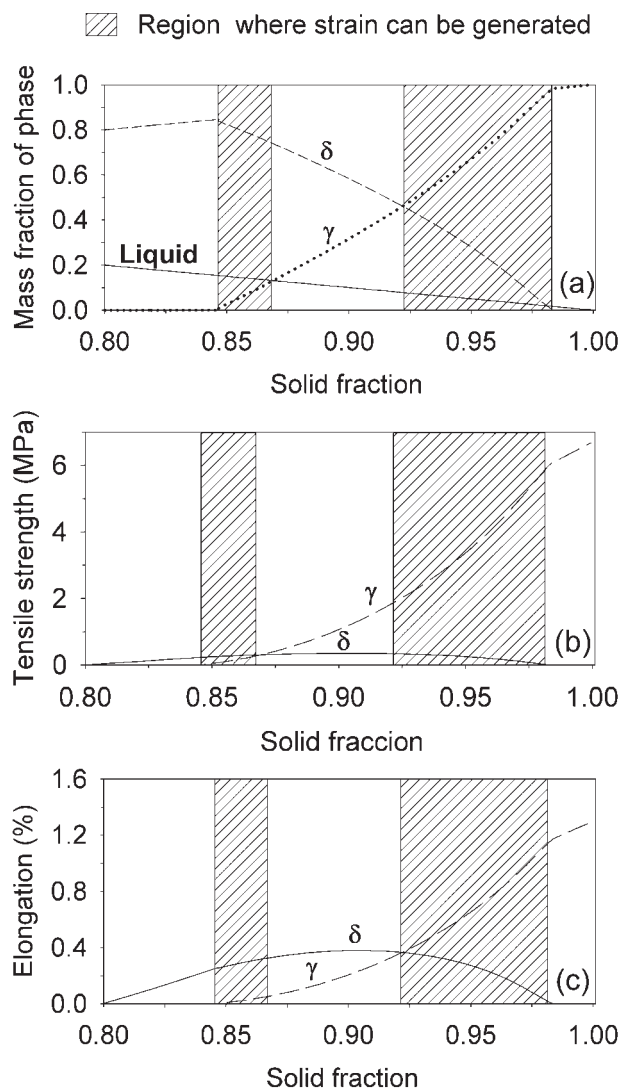 Region where strain can be generated
Mass fraction of phase
1.0
0.8
0.6
0.4
0.2
0.0
δ
γ
Liquid
(a)
0.80 0.85 0.90 0.95 1.00
Solid fraction
Tensile strength (MPa)
6
4
2
0
γ
δ
(b)
0.80 0.85 0.90 0.95 1.00
Solid fraccion
Elongation (%)
1.6
1.2
0.8
0.4
0.0
δ
γ
(c)
0.80 0.85 0.90 0.95 1.00
Solid fraction